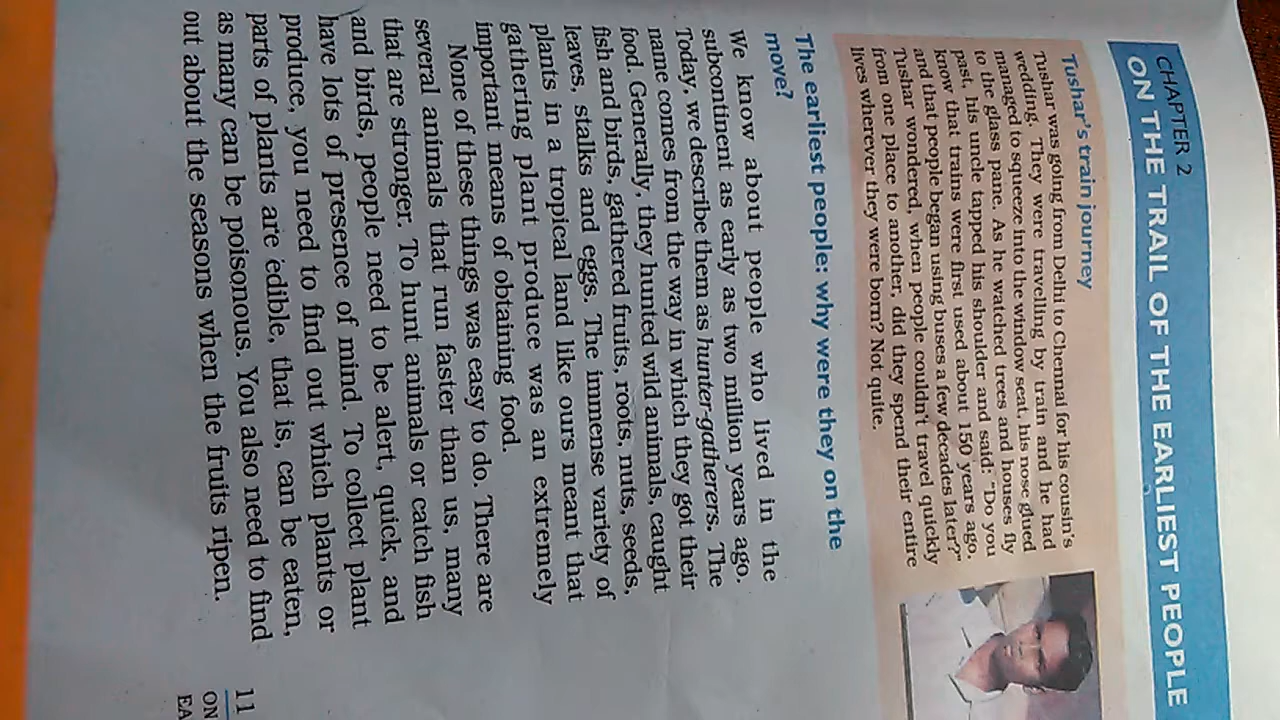 CHAPTER 2
ON THE TRAIL OF THE EARLIEST PEOPLE
Tushar's train journey
Tushar was going from Delhi to Chennai for his cousin's
wedding. They were travelling by train and he had
managed to squeeze into the window seat, his nose glued
to the glass pane. As he watched trees and houses fly
past, his uncle tapped his shoulder and said: "Do you
know that trains were first used about 150 years ago,
and that people began using buses a few decades later?"
Tushar wondered, when people couldn't travel quickly
from one place to another, did they spend their entire
lives wherever they were born? Not quite.
The earliest people: why were they on the
move?
We know about people who lived in the
subcontinent as early as two million years ago.
Today, we describe them as hunter-gatherers. The
name comes from the way in which they got their
food. Generally, they hunted wild animals, caught
fish and birds, gathered fruits, roots, nuts, seeds,
leaves, stalks and eggs. The immense variety of
plants in a tropical land like ours meant that
gathering plant produce was an extremely
important means of obtaining food.
None of these things was easy to do. There are
several animals that run faster than us, many
that are stronger. To hunt animals or catch fish
and birds, people need to be alert, quick, and
have lots of presence of mind. To collect plant
produce, you need to find out which plants or
parts of plants are edible, that is, can be eaten,
as many can be poisonous. You also need to find
out about the seasons when the fruits ripen.
11
ON
EA